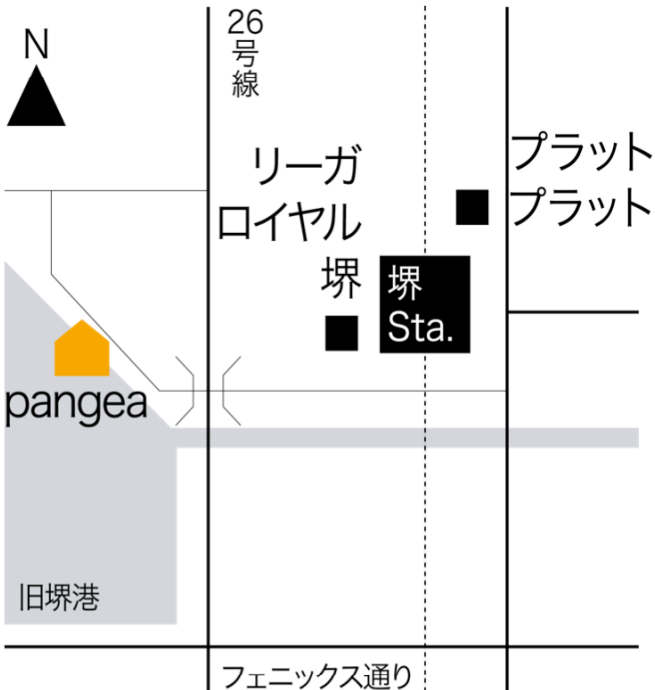 N
26
号
線
リーガ
ロイヤル
堺
プラット
プラット
堺
Sta.
pangea
旧堺港
フェニックス通り